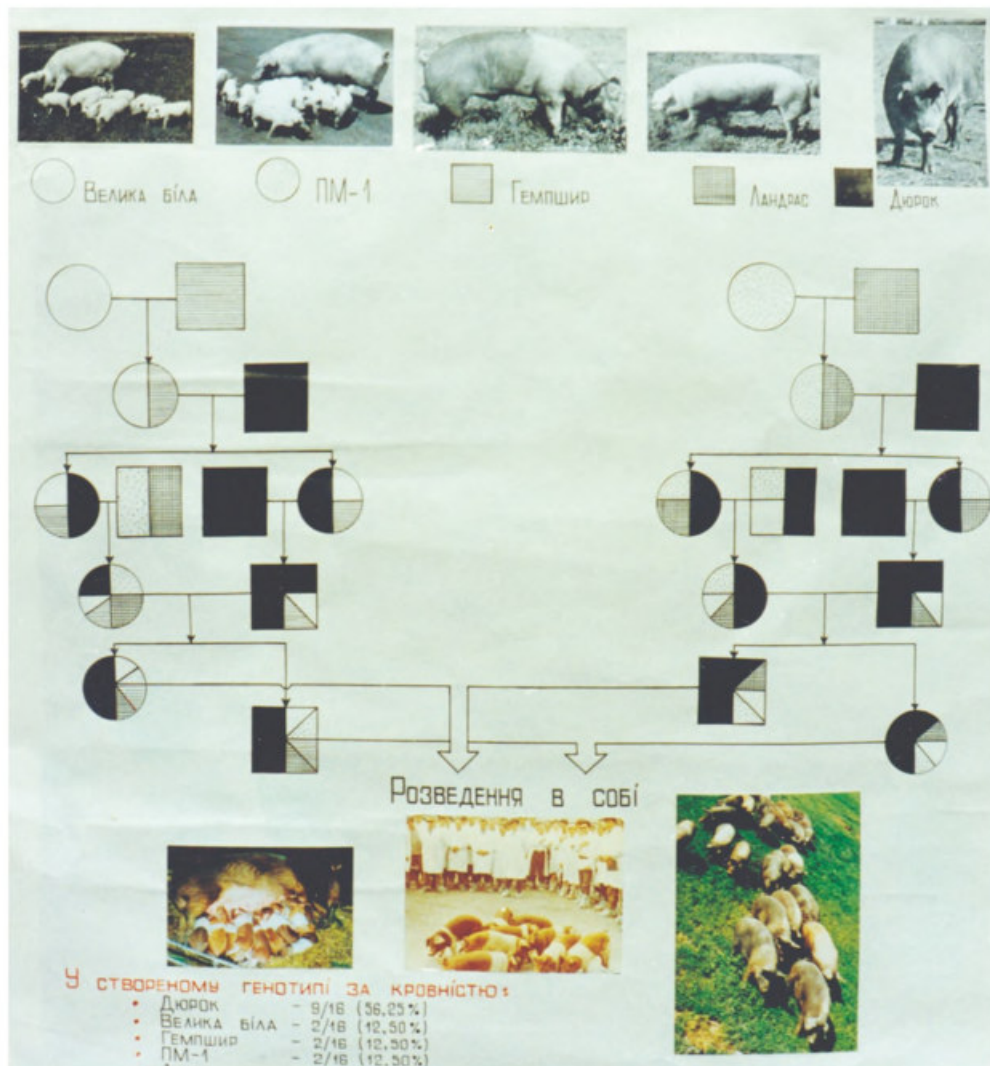 Велика біла
ПМ-1
Гемпшир
Ландрас
Дюрок
Розведення в собі
У створеному генотипі за кровністю:
• Дюрок - 9/16 (56,25%)
• Велика біла - 2/16 (12,50%)
• Гемпшир - 2/16 (12,50%)
• ПМ-1 - 2/16 (12,50%)